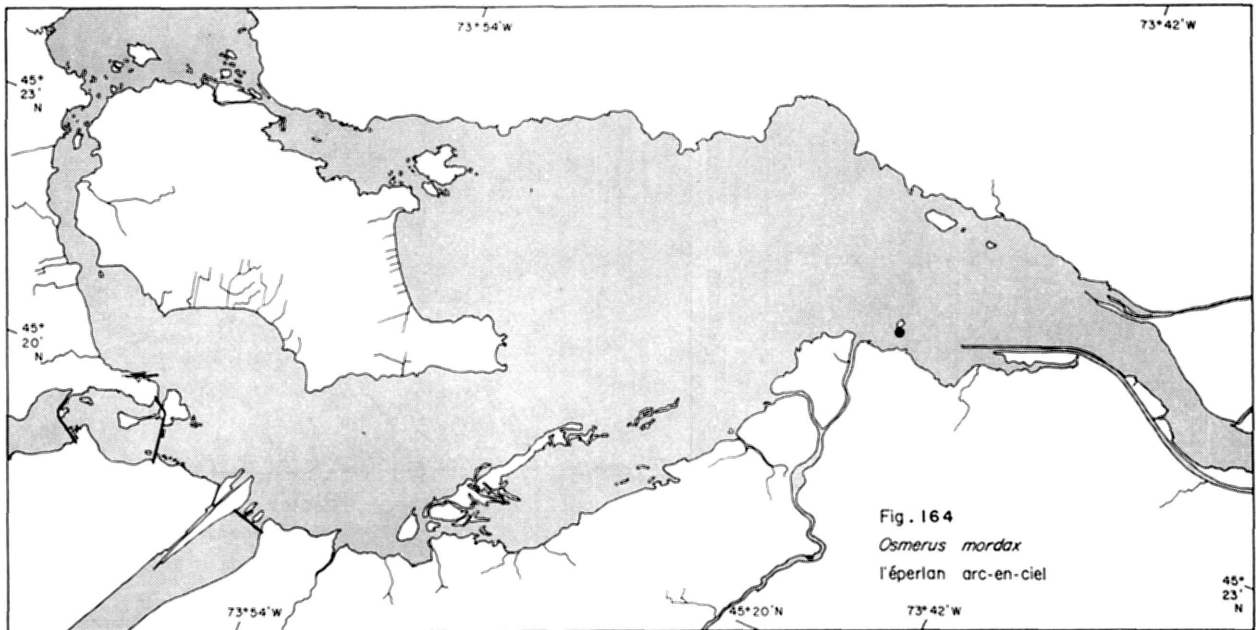 73°54'W
73°42'W
45°
23'
N
45°
20'
N
Fig. 164
Osmerus mordax
l'éperlan arc-en-ciel
45°
23'
N
73°54'W
45°20'N
73°42'W